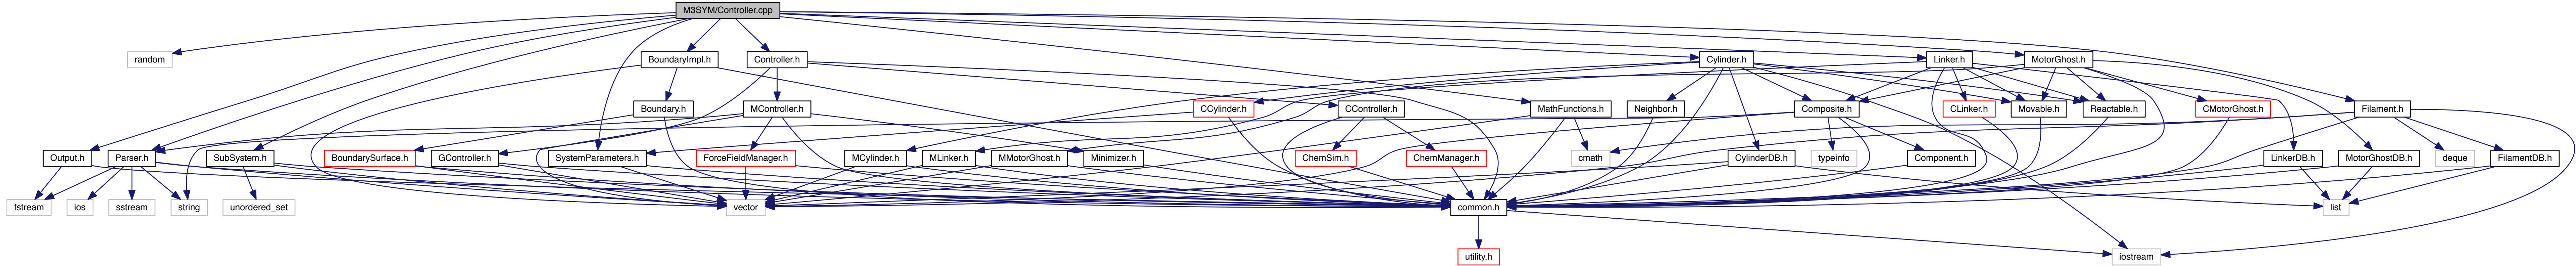 M3SYM/Controller.cpp
random
BoundaryImpl.h
Controller.h
Cylinder.h
Linker.h
MotorGhost.h
Boundary.h
MController.h
CCylinder.h
CController.h
MathFunctions.h
Neighbor.h
Composite.h
CLinker.h
Movable.h
Reactable.h
CMotorGhost.h
Filament.h
Output.h
Parser.h
SubSystem.h
BoundarySurface.h
GController.h
SystemParameters.h
ForceFieldManager.h
MCylinder.h
MLinker.h
MMotorGhost.h
Minimizer.h
ChemSim.h
ChemManager.h
cmath
CylinderDB.h
typeinfo
Component.h
LinkerDB.h
MotorGhostDB.h
deque
FilamentDB.h
fstream
ios
sstream
string
unordered_set
vector
common.h
list
utility.h
iostream